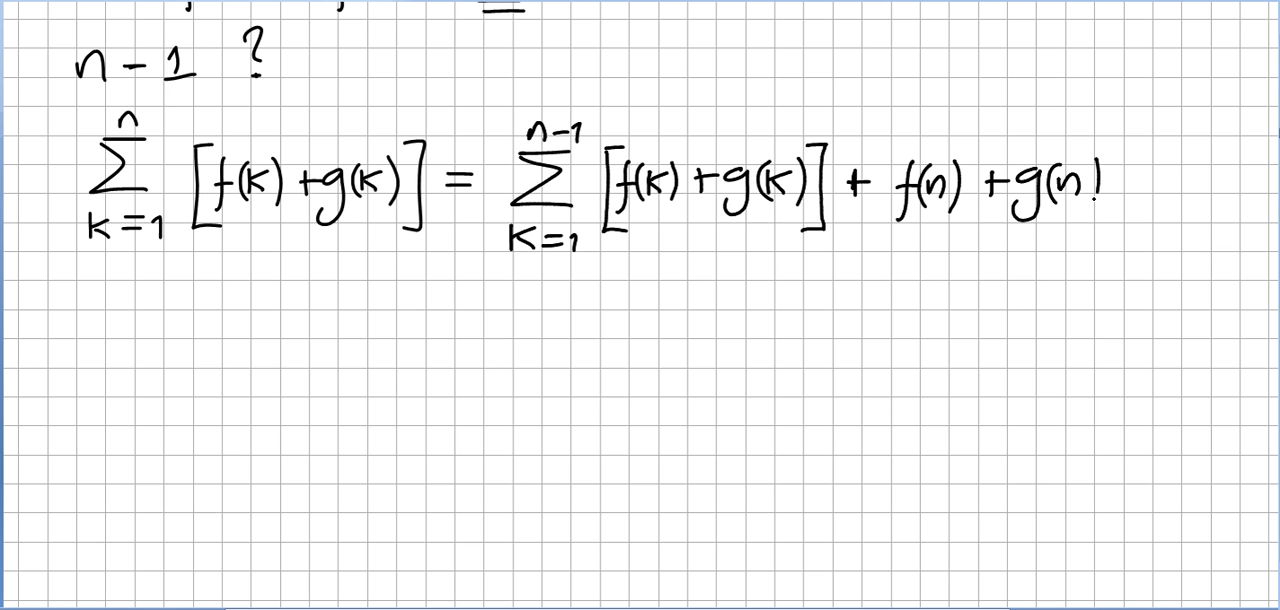 n - 1 ?
n∑k=1 [f(k) + g(k)] = n-1∑k=1 [f(k) + g(k)] + f(n) + g(n